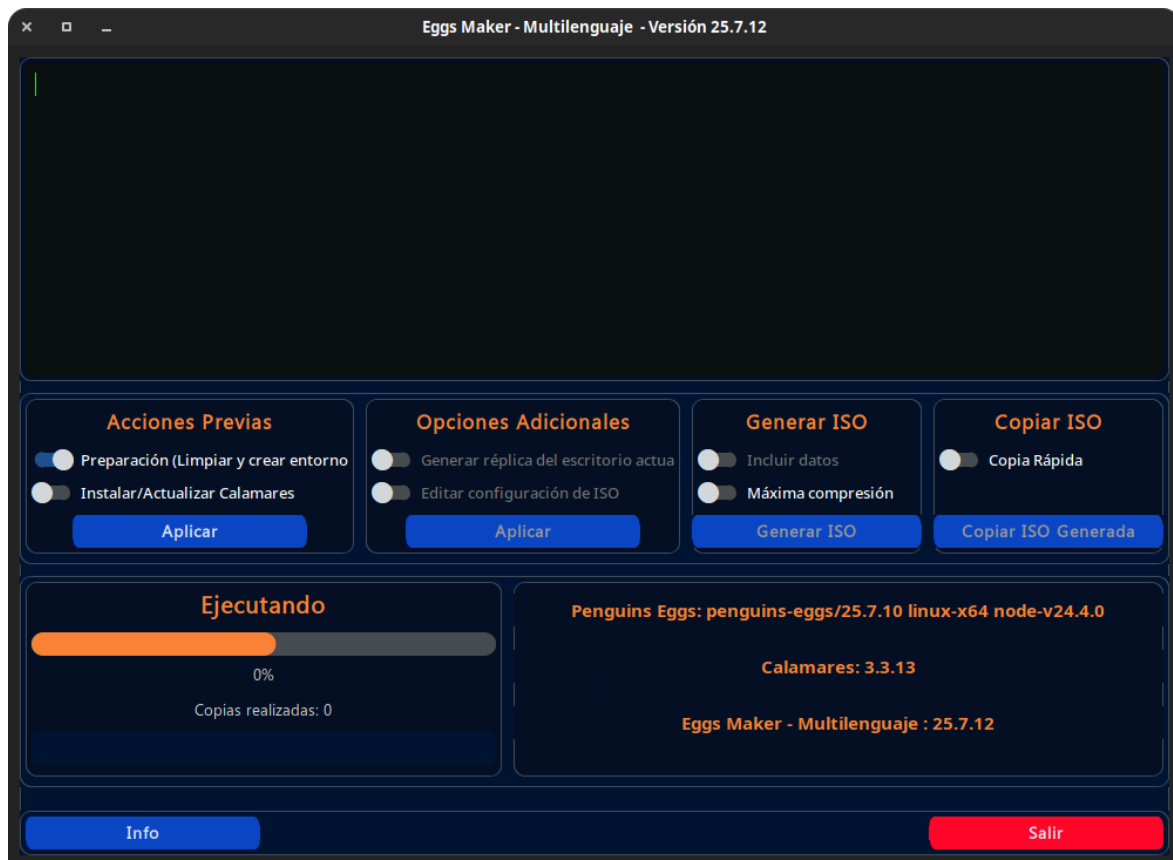 Eggs Maker - Multilenguaje - Versión 25.7.12
Acciones Previas
Preparación (Limpiar y crear entorno
Instalar/Actualizar Calamares
Aplicar
Opciones Adicionales
Generar réplica del escritorio actua
Editar configuración de ISO
Aplicar
Generar ISO
Incluir datos
Máxima compresión
Generar ISO
Copiar ISO
Copia Rápida
Copiar ISO Generada
Ejecutando
0%
Copias realizadas: 0
Penguins Eggs: penguins-eggs/25.7.10 linux-x64 node-v24.4.0
Calamares: 3.3.13
Eggs Maker - Multilenguaje : 25.7.12
Info
Salir